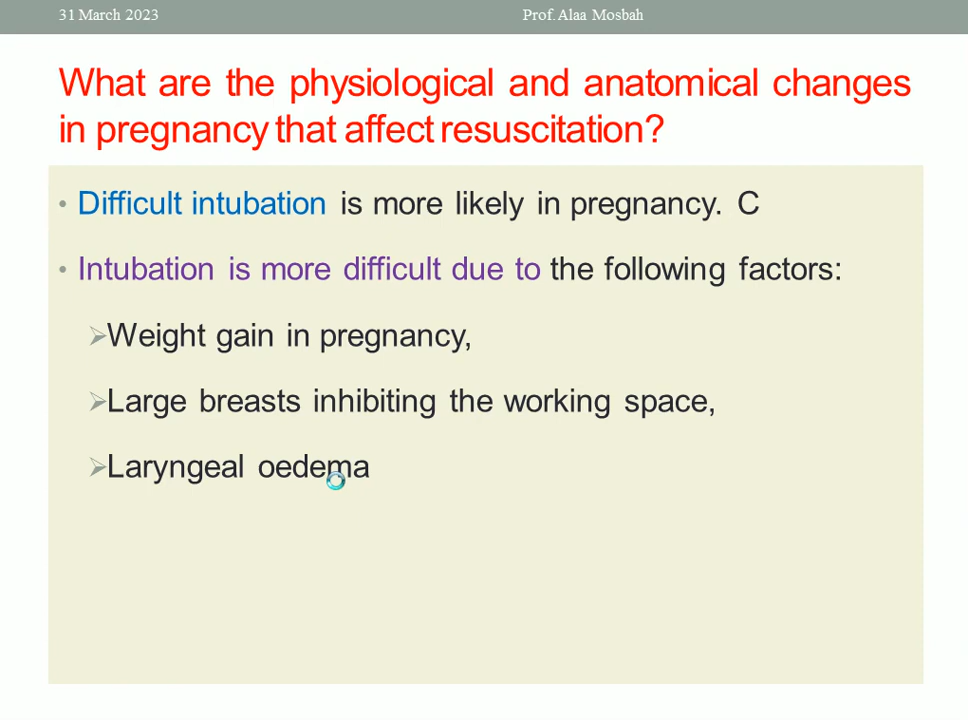 31 March 2023
Prof. Alaa Mosbah
What are the physiological and anatomical changes
in pregnancy that affect resuscitation?
• Difficult intubation is more likely in pregnancy. C
• Intubation is more difficult due to the following factors:
➢Weight gain in pregnancy,
➢Large breasts inhibiting the working space,
➢Laryngeal oedema